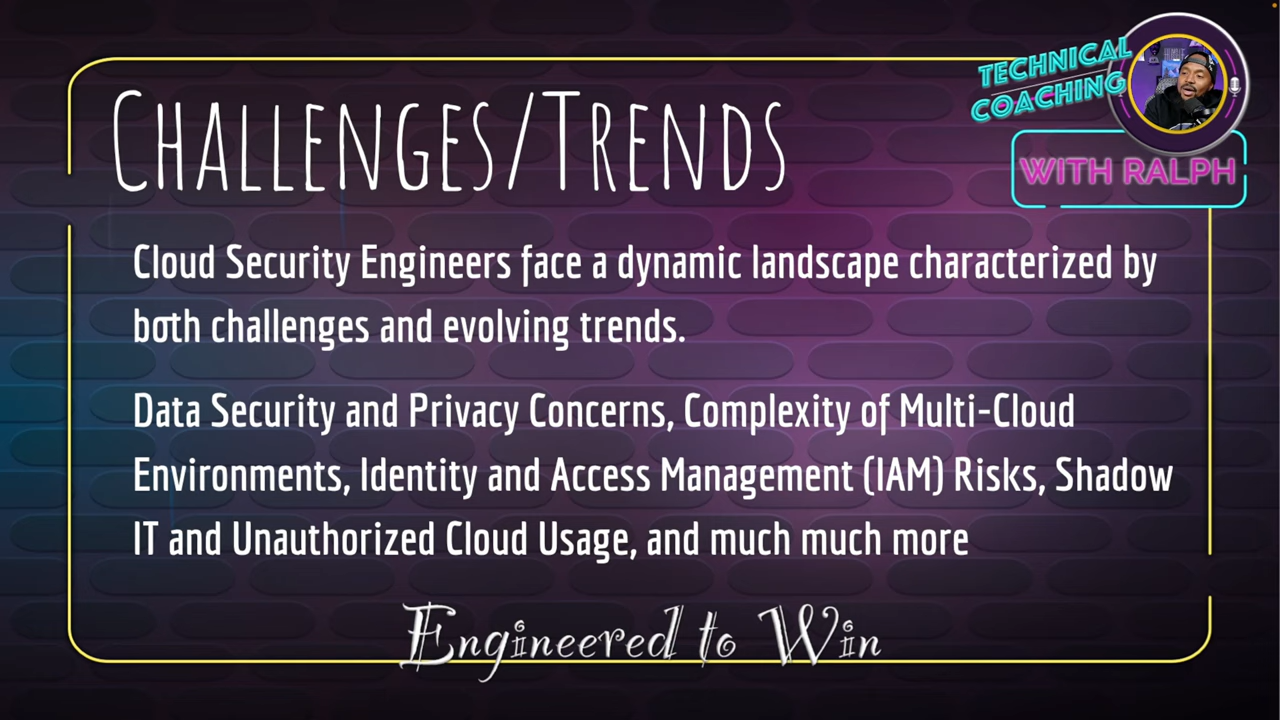 TECHNICAL
COACHING
WITH RALPH
CHALLENGES/TRENDS
Cloud Security Engineers face a dynamic landscape characterized by
both challenges and evolving trends.
Data Security and Privacy Concerns, Complexity of Multi-Cloud
Environments, Identity and Access Management (IAM) Risks, Shadow
IT and Unauthorized Cloud Usage, and much much more
Engineered to Win